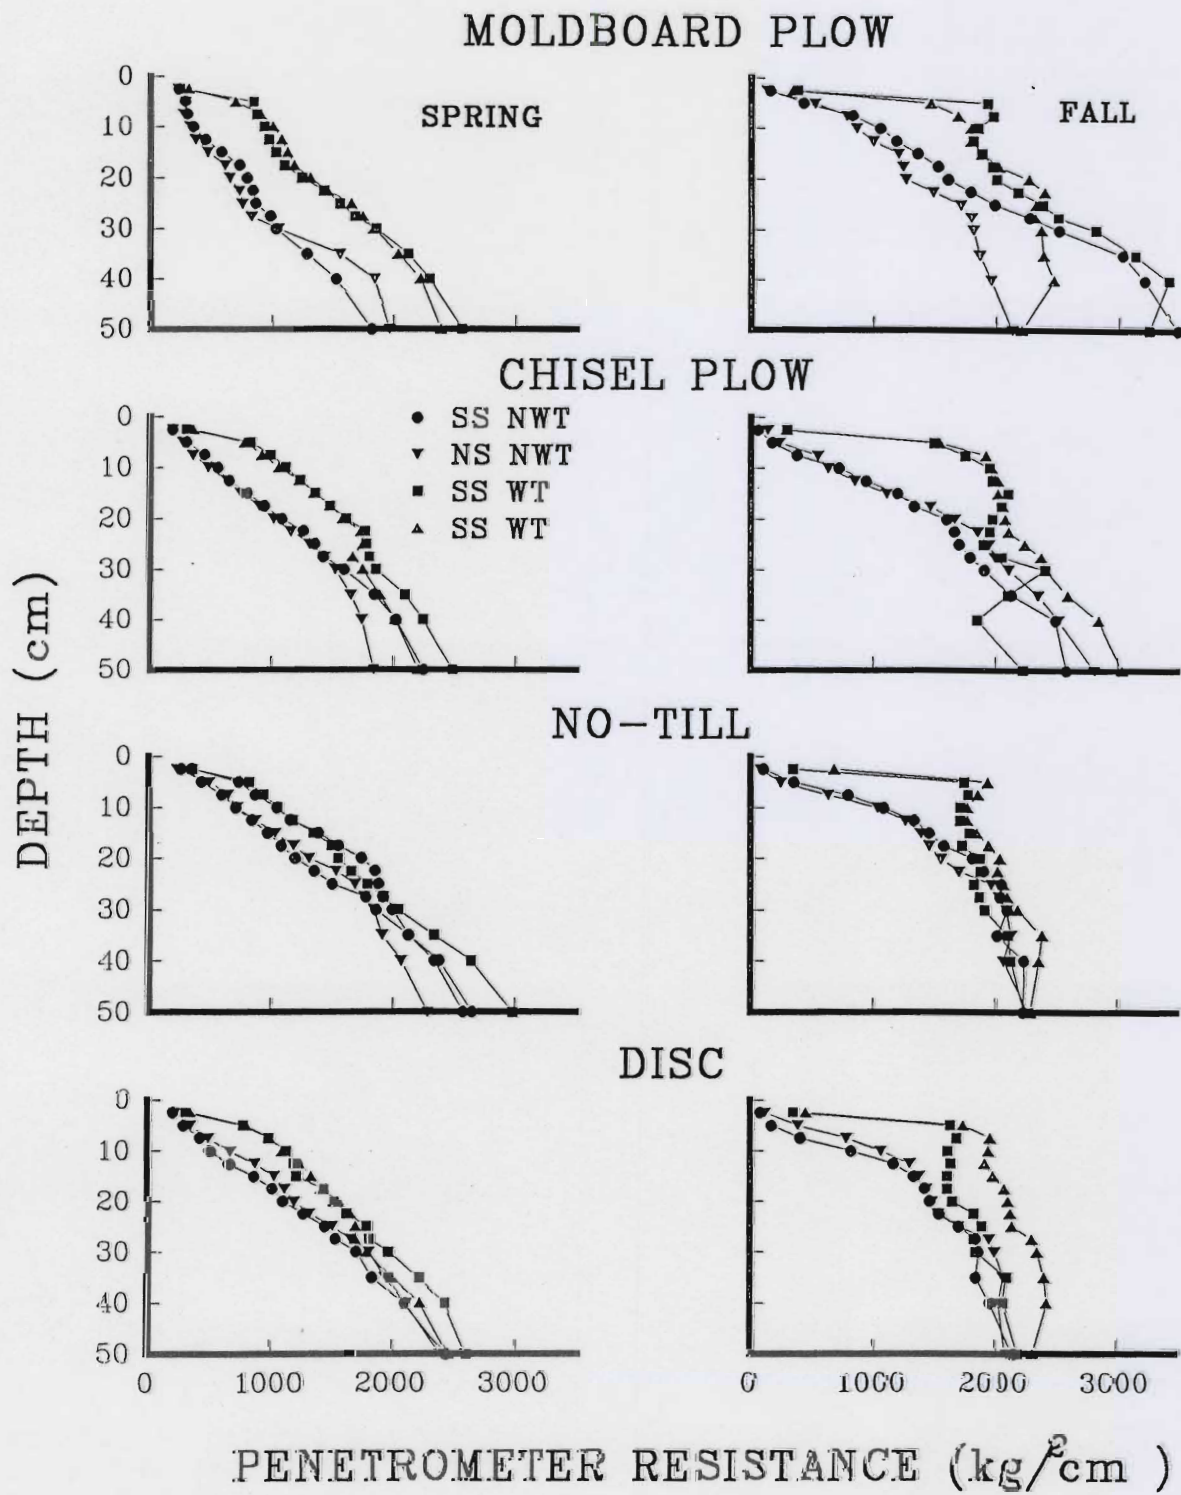 MOLDBOARD PLOW
SPRING
FALL
0
10
20
30
40
50
CHISEL PLOW
SS NWT
NS NWT
SS WT
SS WT
0
10
20
30
40
50
DEPTH (cm)
NO-TILL
0
10
20
30
40
50
DISC
0
10
20
30
40
50
0 1000 2000 3000
0 1000 2000 3000
PENETROMETER RESISTANCE (kg/²cm )